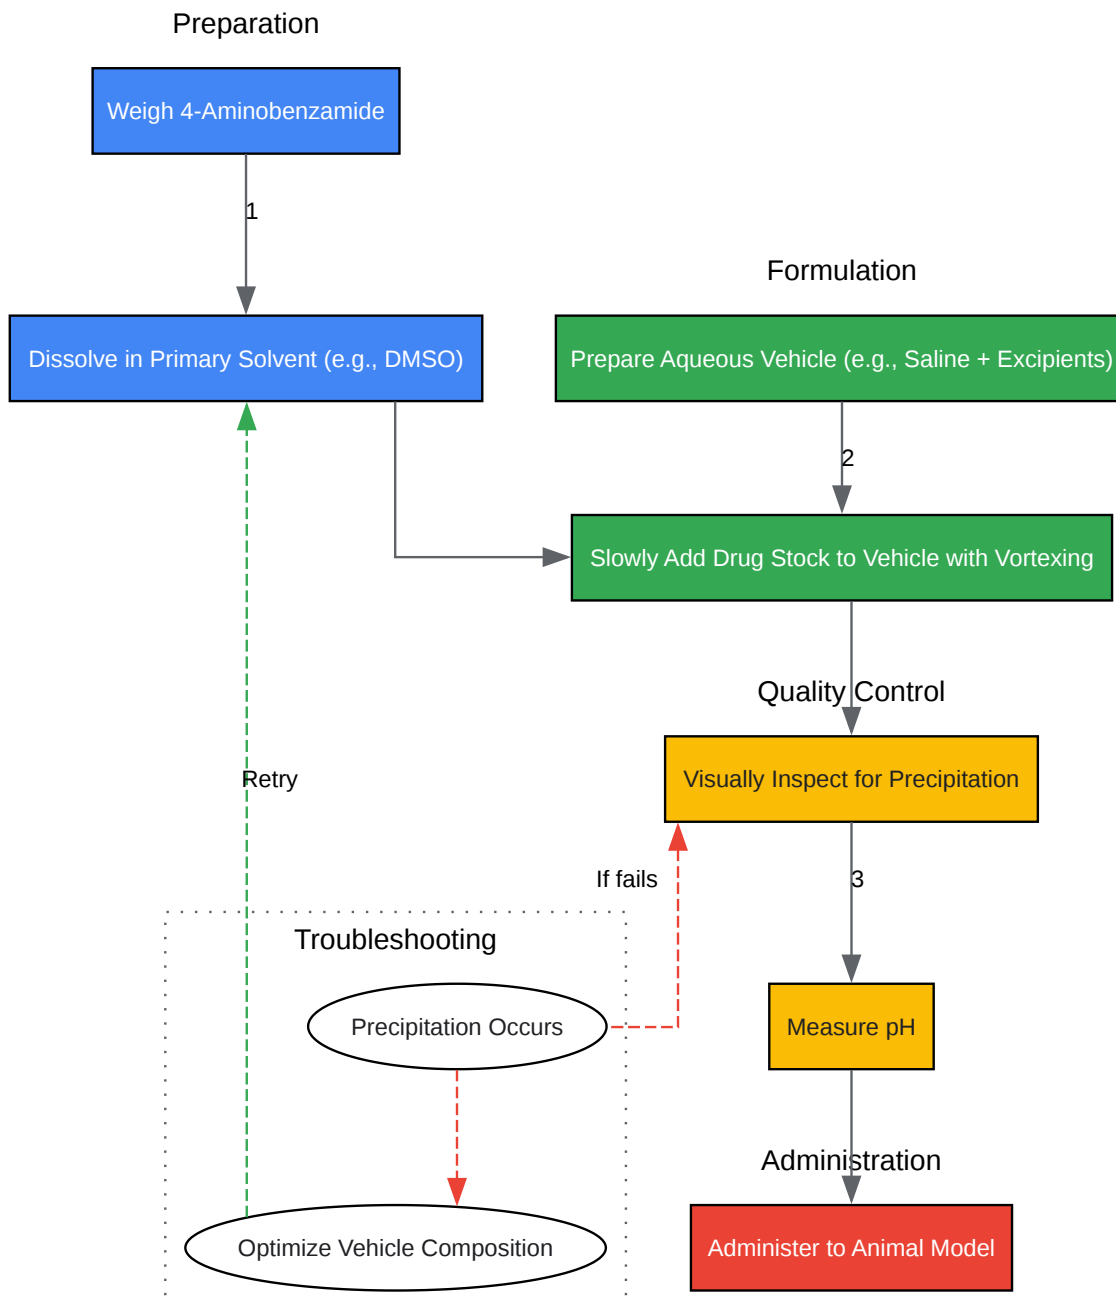 Preparation
Weigh 4-Aminobenzamide
1
Formulation
Dissolve in Primary Solvent (e.g., DMSO)
Prepare Aqueous Vehicle (e.g., Saline + Excipients)
2
Slowly Add Drug Stock to Vehicle with Vortexing
Quality Control
Retry
Visually Inspect for Precipitation
If fails
3
Troubleshooting
Precipitation Occurs
Measure pH
Administration
Optimize Vehicle Composition
Administer to Animal Model